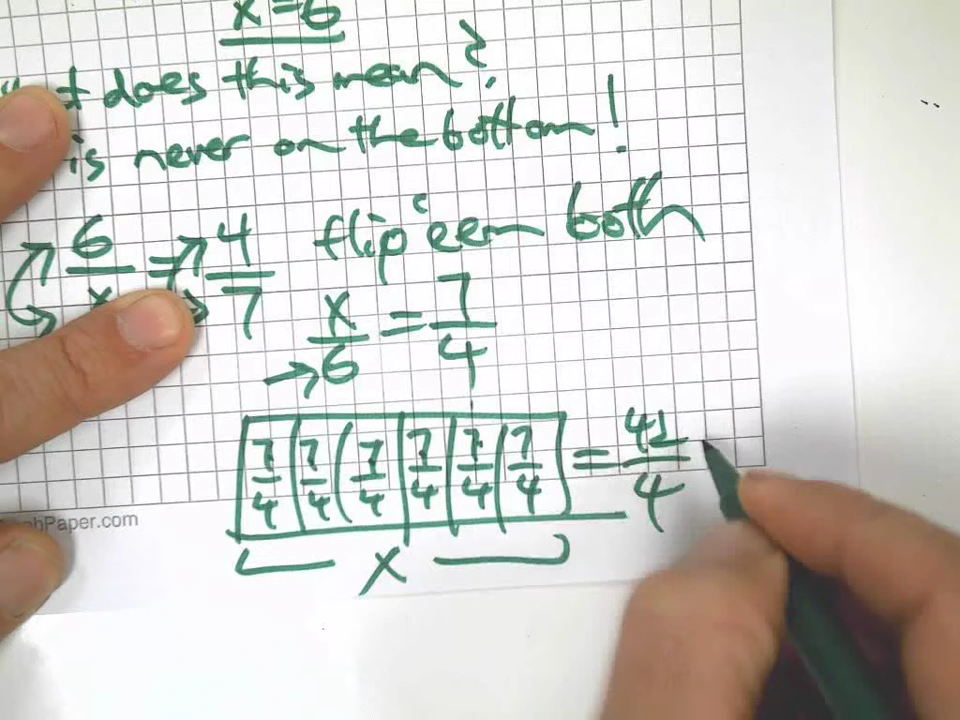 x = 6
t does this mean?
is never on the bottom!
6/x = 4/7 flip 'eem both
x/6 = 7/4
7/4 7/4 7/4 7/4 7/4 7/4 = 42/4
x
Paper.com